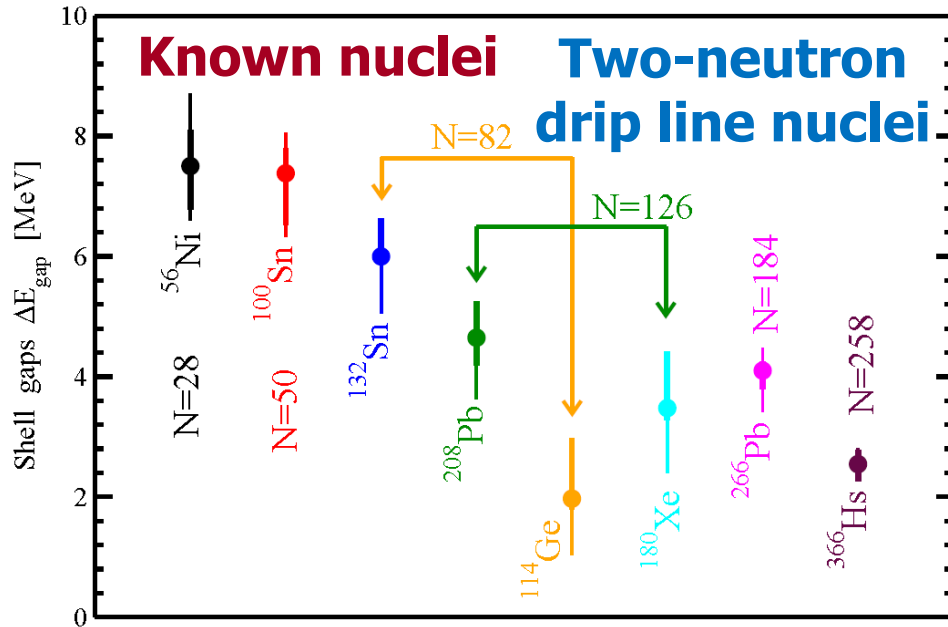 10
8
6
4
2
0
Shell gaps ΔE_gap [MeV]
Known nuclei
Two-neutron
drip line nuclei
N=82
N=126
⁵⁶Ni
N=28
¹⁰⁰Sn
N=50
¹³²Sn
²⁰⁸Pb
¹¹⁴Ge
¹⁸⁰Xe
²⁶⁶Pb N=184
³⁶⁶Hs N=258